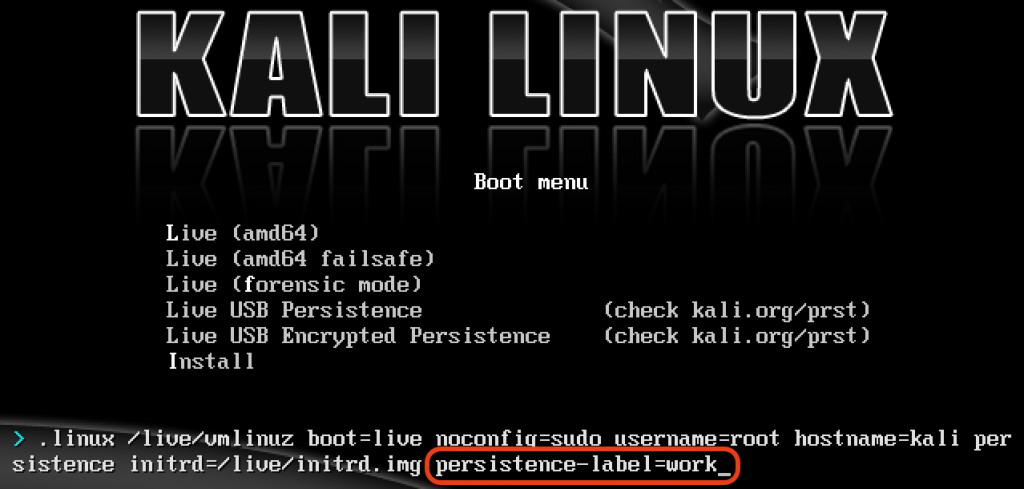 KALI LINUX
Boot menu
Live (amd64)
Live (amd64 failsafe)
Live (forensic mode)
Live USB Persistence (check kali.org/prst)
Live USB Encrypted Persistence (check kali.org/prst)
Install
> .linux /live/vmlinuz boot=live noconfig=sudo username=root hostname=kali per
sistence initrd=/live/initrd.img persistence-label=work_